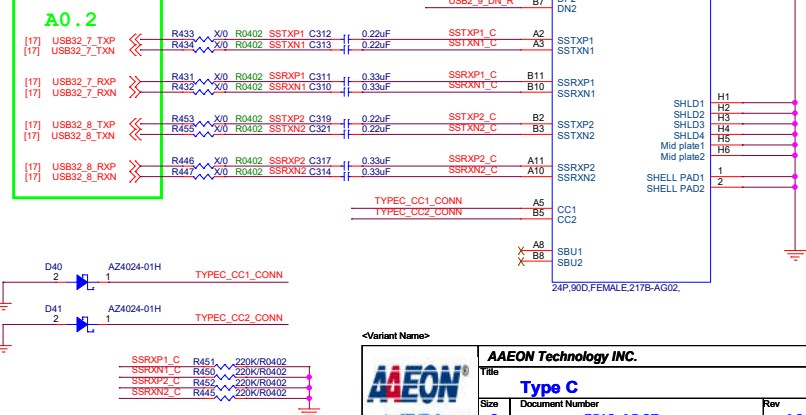 USB2_9_DN_R B7 DN2
A0.2
[17] USB32_7_TXP R433 X/0 R0402 SSTXP1 C312 0.22uF SSTXP1_C A2 SSTXP1
[17] USB32_7_TXN R434 X/0 R0402 SSTXN1 C313 0.22uF SSTXN1_C A3 SSTXN1
[17] USB32_7_RXP R431 X/0 R0402 SSRXP1 C311 0.33uF SSRXP1_C B11 SSRXP1
[17] USB32_7_RXN R432 X/0 R0402 SSRXN1 C310 0.33uF SSRXN1_C B10 SSRXN1
SHLD1 H1
SHLD2 H2
[17] USB32_8_TXP R453 X/0 R0402 SSTXP2 C319 0.22uF SSTXP2_C B2 SSTXP2 SHLD3 H3
[17] USB32_8_TXN R455 X/0 R0402 SSTXN2 C321 0.22uF SSTXN2_C B3 SSTXN2 SHLD4 H4
Mid plate1 H5
Mid plate2 H6
[17] USB32_8_RXP R446 X/0 R0402 SSRXP2 C317 0.33uF SSRXP2_C A11 SSRXP2
[17] USB32_8_RXN R447 X/0 R0402 SSRXN2 C314 0.33uF SSRXN2_C A10 SSRXN2
SHELL PAD1 1
SHELL PAD2 2
TYPEC_CC1_CONN A5 CC1
TYPEC_CC2_CONN B5 CC2
A8 SBU1
B8 SBU2
D40 AZ4024-01H
2 1 TYPEC_CC1_CONN
24P,90D,FEMALE,217B-AG02,
D41 AZ4024-01H
2 1 TYPEC_CC2_CONN
<Variant Name>
SSRXP1_C R451 220K/R0402
SSRXN1_C R450 220K/R0402
SSRXP2_C R452 220K/R0402
SSRXN2_C R445 220K/R0402
AAEON®
AAEON Technology INC.
Title
Type C
Size Document Number Rev